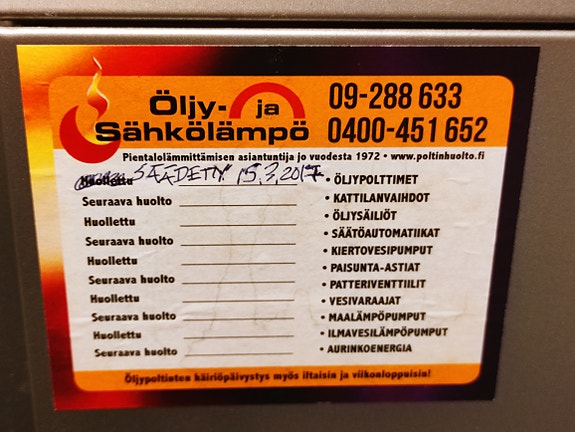 Öljy- ja
Sähkölämpö
09-288 633
0400-451 652
Pientalolämmittämisen asiantuntija jo vuodesta 1972 • www.poltinhuolto.fi
Huollettu SÄÄDETTY 15.3.2017
Seuraava huolto
Huollettu
Seuraava huolto
Huollettu
Seuraava huolto
Huollettu
Seuraava huolto
Huollettu
Seuraava huolto
• ÖLJYPOLTTIMET
• KATTILANVAIHDOT
• ÖLJYSÄILIÖT
• SÄÄTÖAUTOMATIIKAT
• KIERTOVESIPUMPUT
• PAISUNTA-ASTIAT
• PATTERIVENTTIILIT
• VESIVARAAJAT
• MAALÄMPÖPUMPUT
• ILMAVESILÄMPÖPUMPUT
• AURINKOENERGIA
Öljypoltinten häiriöpäivystys myös iltaisin ja viikonloppuisin!